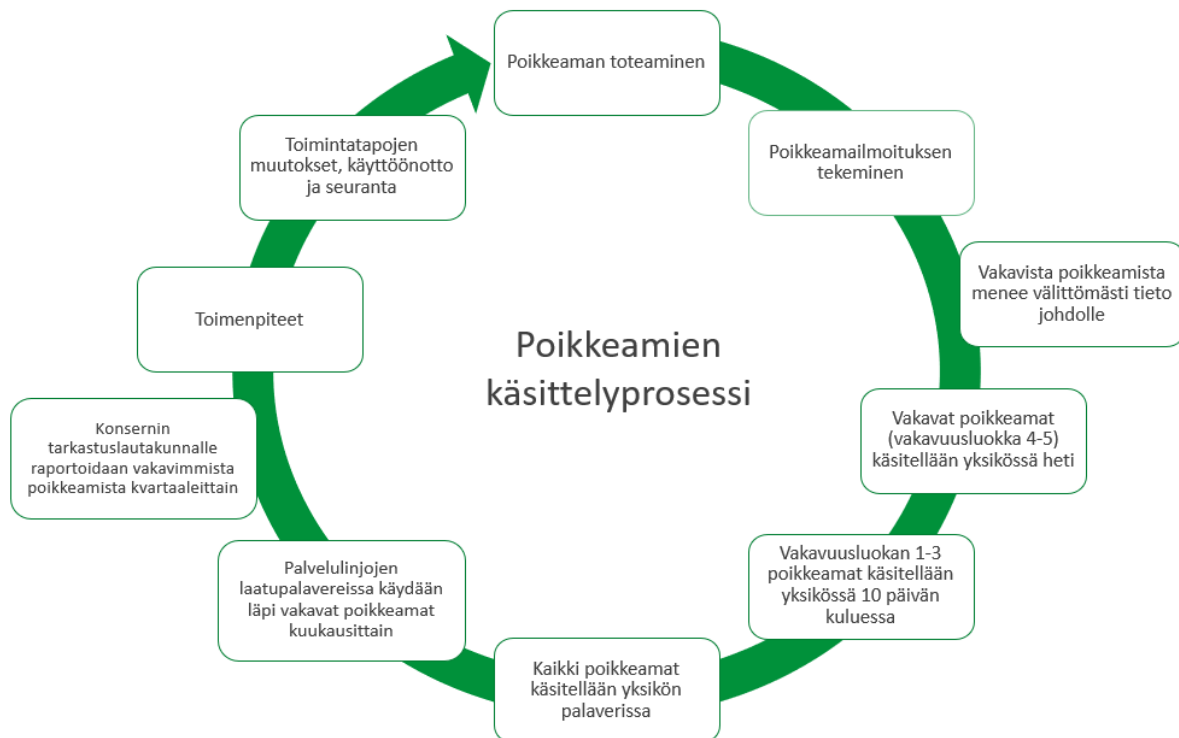 Poikkeaman toteaminen
Poikkeamailmoituksen
tekeminen
Vakavista poikkeamista
menee välittömästi tieto
johdolle
Vakavat poikkeamat
(vakavuusluokka 4-5)
käsitellään yksikössä heti
Vakavuusluokan 1-3
poikkeamat käsitellään
yksikössä 10 päivän
kuluessa
Kaikki poikkeamat
käsitellään yksikön
palaverissa
Palvelulinjojen
laatupalavereissa käydään
läpi vakavat poikkeamat
kuukausittain
Konsernin
tarkastuslautakunnalle
raportoidaan vakavimmista
poikkeamista kvartaaleittain
Toimenpiteet
Toimintatapojen
muutokset, käyttöönotto
ja seuranta
Poikkeamien
käsittelyprosessi